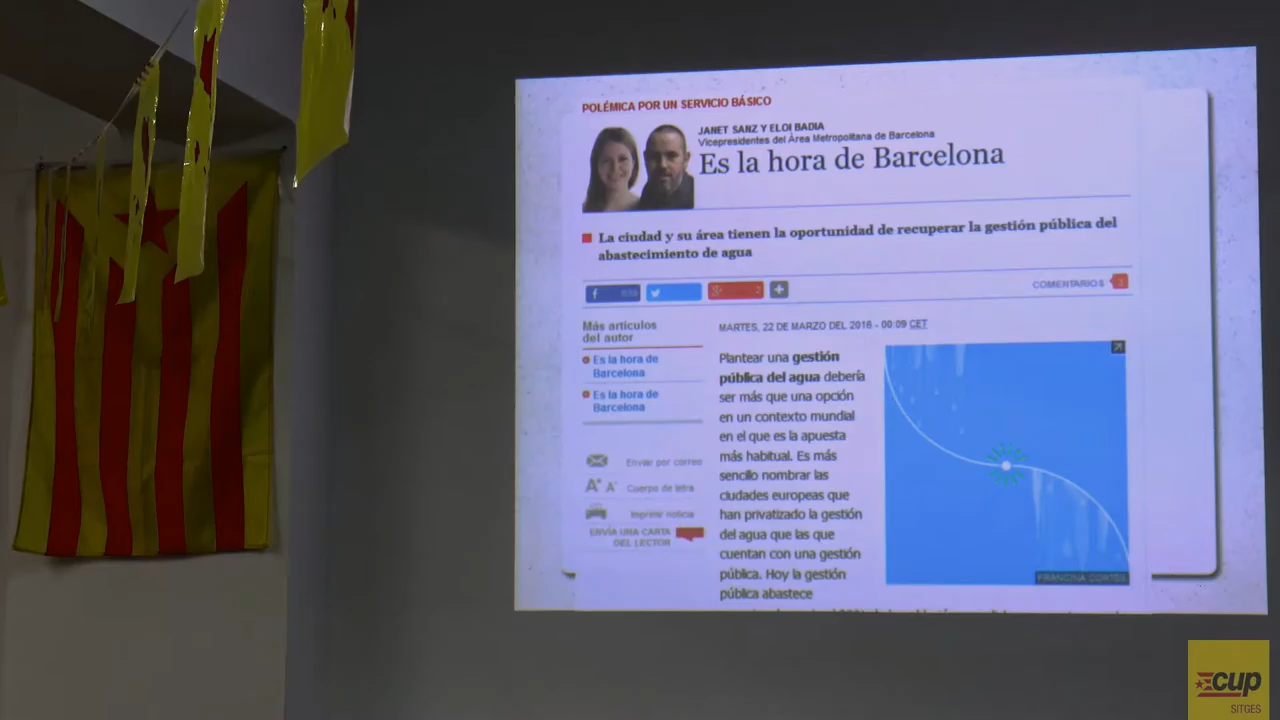 POLÉMICA POR UN SERVICIO BÁSICO
JANET SANZ Y ELOI BADIA
Vicepresidentes del Área Metropolitana de Barcelona
Es la hora de Barcelona
La ciudad y su área tienen la oportunidad de recuperar la gestión pública del
abastecimiento de agua
COMENTARIOS
Más artículos
del autor
Es la hora de
Barcelona
Es la hora de
Barcelona
Enviar por correo
Cuerpo de letra
Imprimir noticia
ENVÍA UNA CARTA
DEL LECTOR
MARTES, 22 DE MARZO DEL 2016 - 00:09 CET
Plantear una gestión
pública del agua debería
ser más que una opción
en un contexto mundial
en el que es la apuesta
más habitual. Es más
sencillo nombrar las
ciudades europeas que
han privatizado la gestión
del agua que las que
cuentan con una gestión
pública. Hoy la gestión
pública abastece
FRANCINA CORTÉS
cup
SITGES